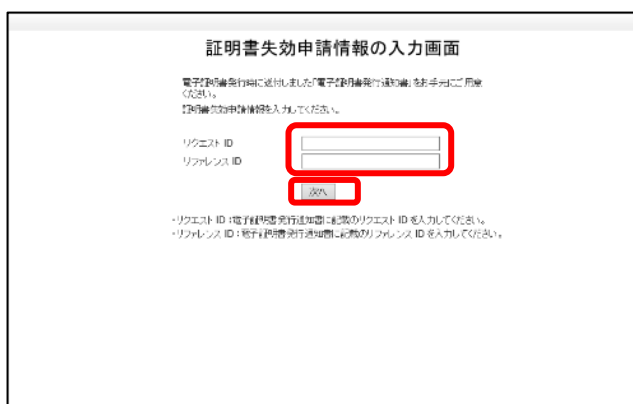 証明書失効申請情報の入力画面
電子証明書発行時に送付しました「電子証明書発行通知書」をお手元にご用意
ください。
証明書失効申請情報を入力してください。
リクエスト ID
リファレンス ID
次へ
・リクエスト ID：電子証明書発行通知書に記載のリクエスト ID を入力してください。
・リファレンス ID：電子証明書発行通知書に記載のリファレンス ID を入力してください。